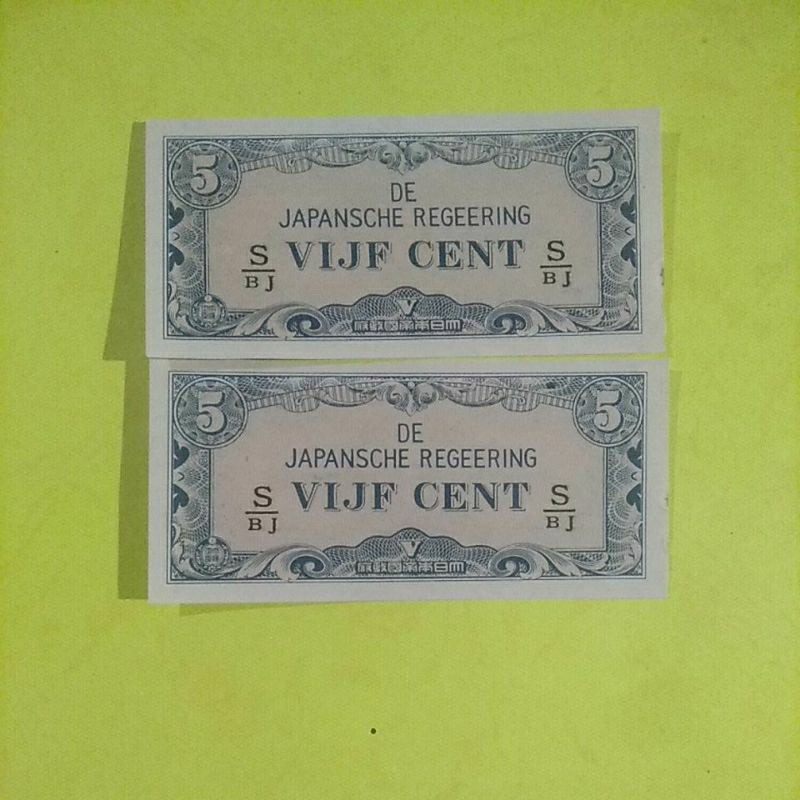 5 5
DE
JAPANSCHE REGEERING
S/BJ VIJF CENT S/BJ
V
府政國帝本日大
5 5
DE
JAPANSCHE REGEERING
S/BJ VIJF CENT S/BJ
V
府政國帝本日大